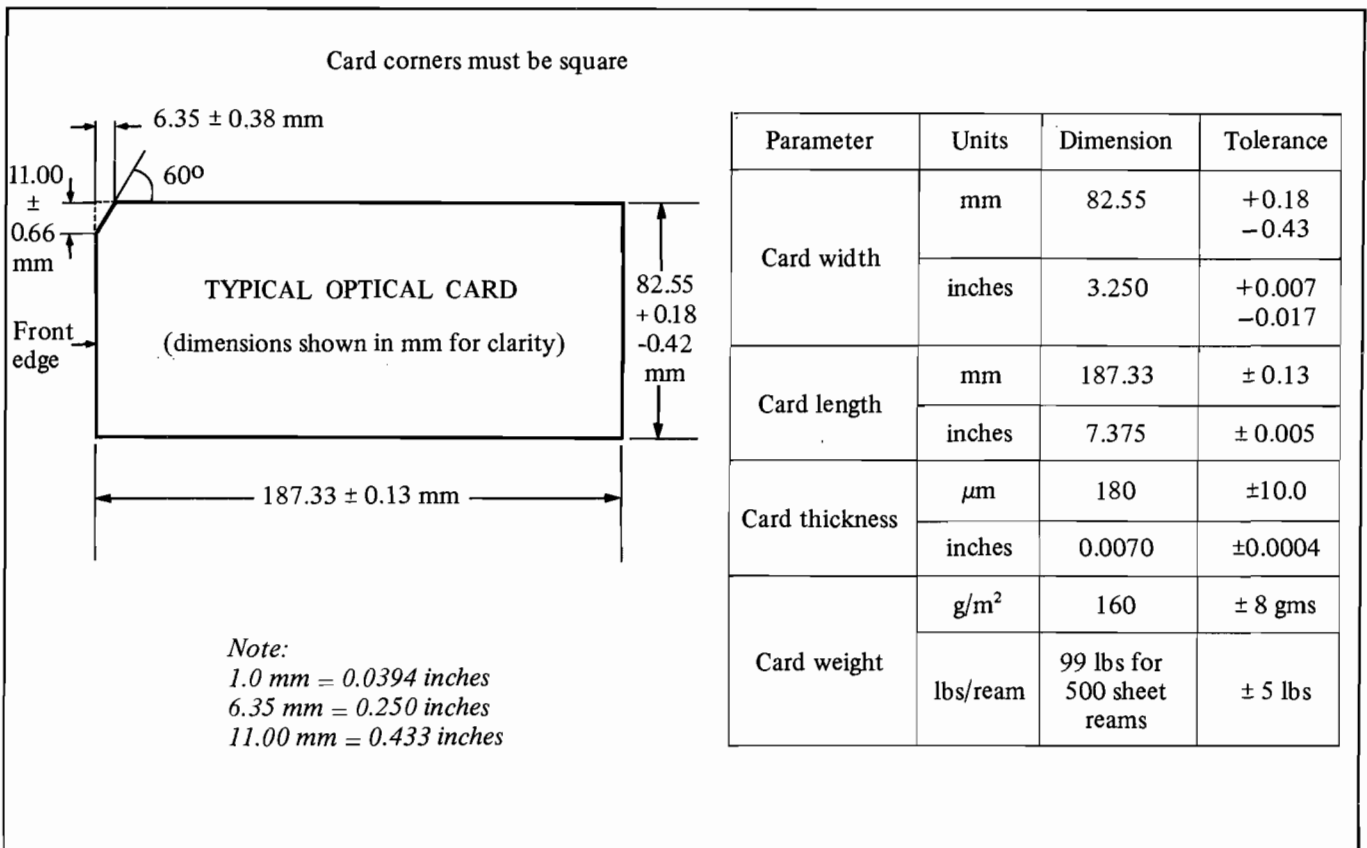 Card corners must be square
6.35 ± 0.38 mm
60º
11.00
±
0.66
mm
TYPICAL OPTICAL CARD
(dimensions shown in mm for clarity)
Front
edge
82.55
+ 0.18
-0.42
mm
187.33 ± 0.13 mm
Note:
1.0 mm = 0.0394 inches
6.35 mm = 0.250 inches
11.00 mm = 0.433 inches
Parameter Units Dimension Tolerance
Card width
mm 82.55 +0.18
−0.43
inches 3.250 +0.007
−0.017
Card length
mm 187.33 ± 0.13
inches 7.375 ± 0.005
Card thickness
μm 180 ±10.0
inches 0.0070 ±0.0004
Card weight
g/m² 160 ± 8 gms
lbs/ream 99 lbs for
500 sheet
reams
± 5 lbs